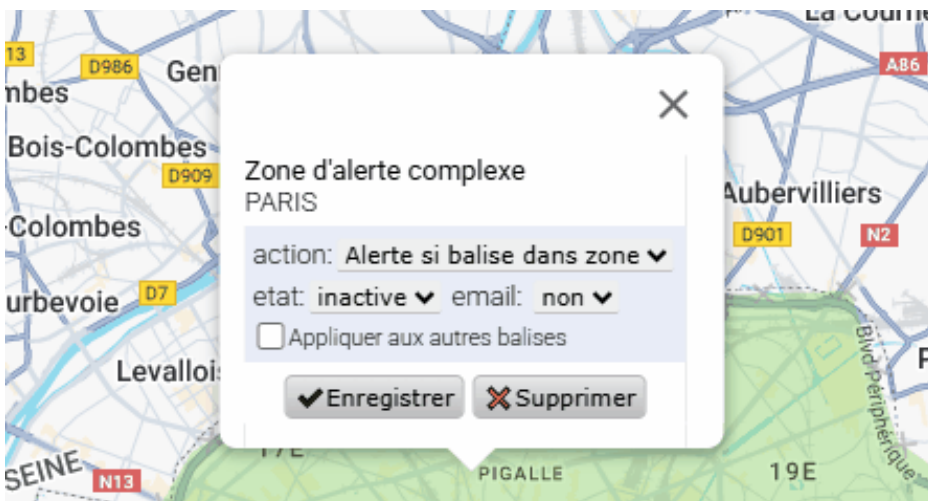 La Courne
13
D986
Gen
A86
nbes
Bois-Colombes
D909
Zone d'alerte complexe
PARIS
Aubervilliers
Colombes
D901
N2
action: Alerte si balise dans zone
urbevoie
D7
etat: inactive email: non
Appliquer aux autres balises
Levallois
Blvd Périphérique
P
Enregistrer Supprimer
17E
SEINE
N13
PIGALLE
19E